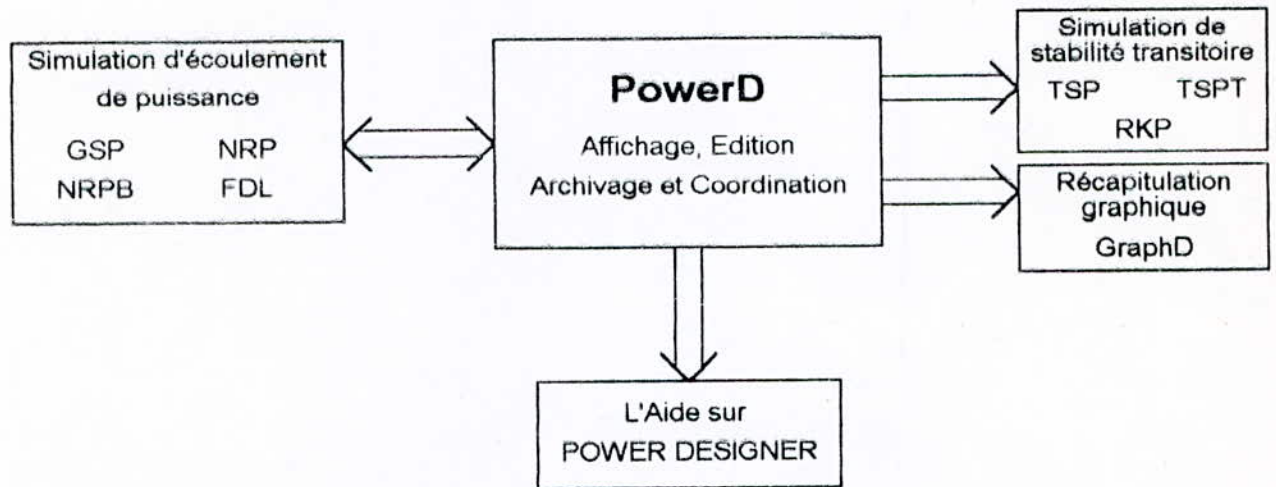 Simulation d'écoulement
de puissance
GSP NRP
NRPB FDL
PowerD
Affichage, Edition
Archivage et Coordination
Simulation de
stabilité transitoire
TSP TSPT
RKP
Récapitulation
graphique
GraphD
L'Aide sur
POWER DESIGNER